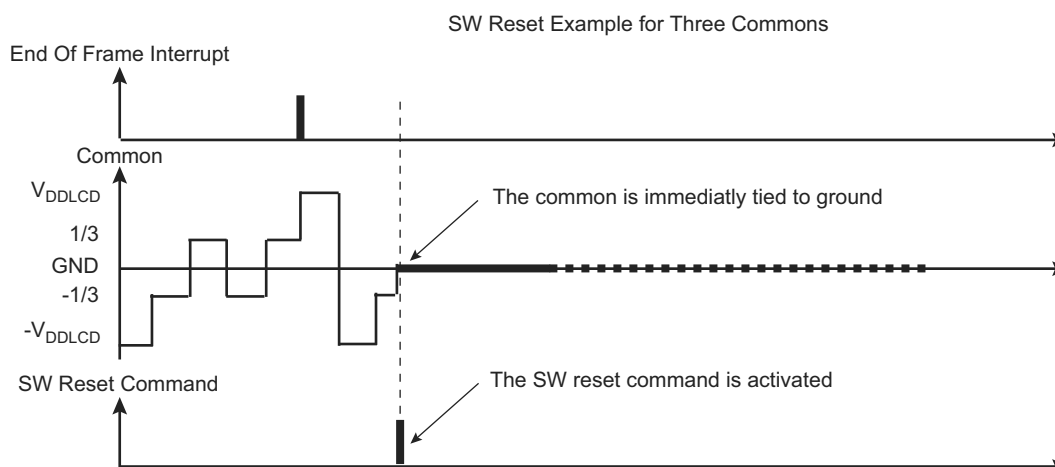 SW Reset Example for Three Commons
End Of Frame Interrupt
Common
VDDLCD
The common is immediatly tied to ground
1/3
GND
-1/3
-VDDLCD
SW Reset Command
The SW reset command is activated